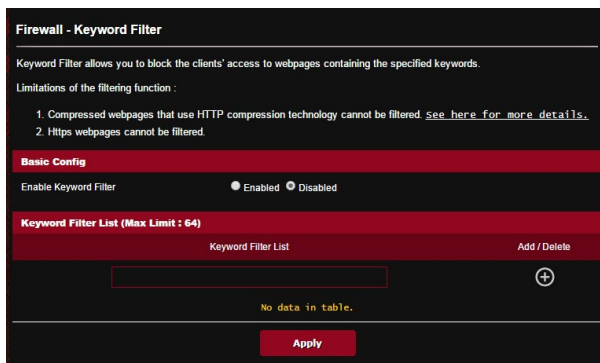 Firewall - Keyword Filter
Keyword Filter allows you to block the clients' access to webpages containing the specified keywords.
Limitations of the filtering function :
1. Compressed webpages that use HTTP compression technology cannot be filtered. See here for more details.
2. Https webpages cannot be filtered.
Basic Config
Enable Keyword Filter Enabled Disabled
Keyword Filter List (Max Limit : 64)
Keyword Filter List Add / Delete
No data in table.
Apply